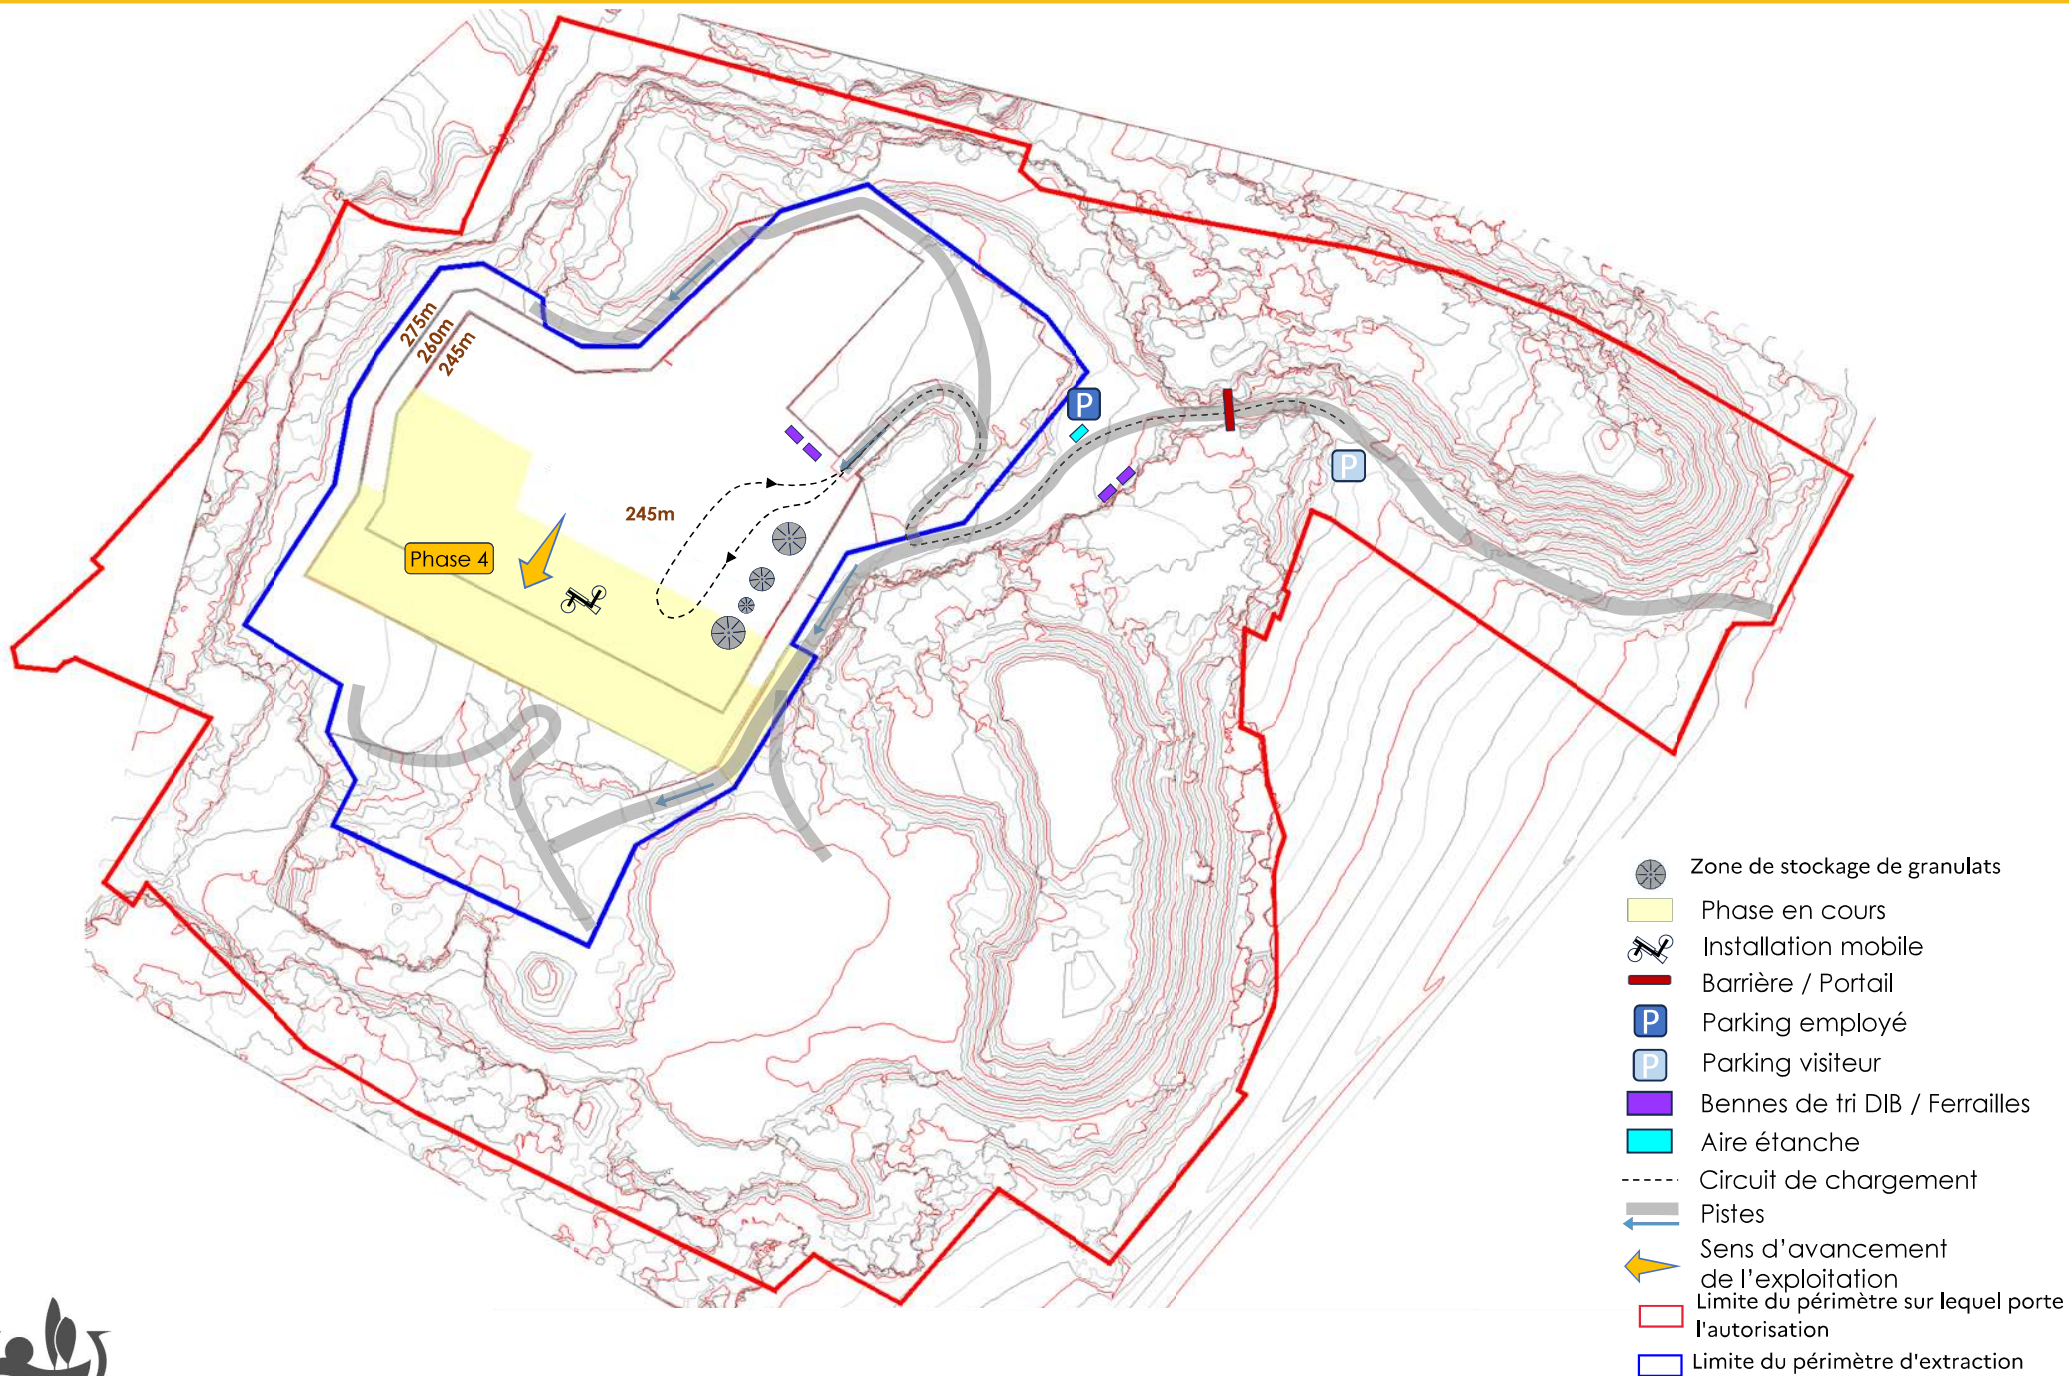 275m
260m
245m
P
P
245m
Phase 4
Zone de stockage de granulats
Phase en cours
Installation mobile
Barrière / Portail
P Parking employé
P Parking visiteur
Bennes de tri DIB / Ferrailles
Aire étanche
Circuit de chargement
Pistes
Sens d'avancement
de l'exploitation
Limite du périmètre sur lequel porte
l'autorisation
Limite du périmètre d'extraction